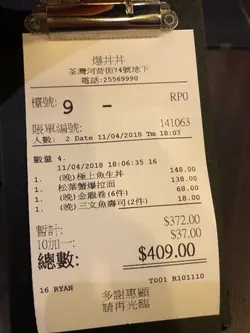 爆丼丼
荃灣河背街74號地下
電話:25569990
檯號: 9 – RP0
帳單編號: 141063
人數: 2 Date 11/04/2018 Tm 18:07
數量 4.
11/04/2018 18:06:35 16
1 (晚)極上魚生丼 148.00
1 松葉蟹爆拉面 138.00
1 (晚)金龍卷(6件) 68.00
1 (晚)三文魚壽司(2件) 18.00
暫計: $372.00
10加一: $37.00
總數: $409.00
16 RYAN T001 R101110
多謝惠顧
請再光臨